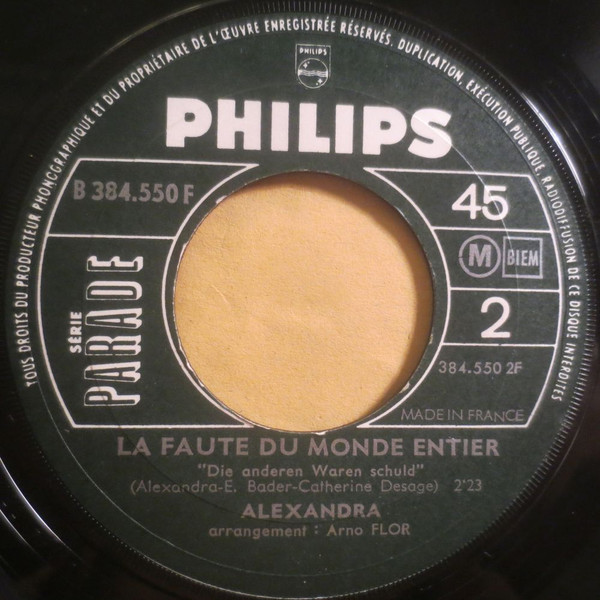 TOUS DROITS DU PRODUCTEUR PHONOGRAPHIQUE ET DU PROPRIÉTAIRE DE L'ŒUVRE ENREGISTRÉE RÉSERVÉS. DUPLICATION, EXÉCUTION PUBLIQUE, RADIODIFFUSION DE CE DISQUE INTERDITES
PHILIPS
PHILIPS
B 384.550 F
45
M BIEM
SÉRIE
PARADE
2
384.550 2F
MADE IN FRANCE
LA FAUTE DU MONDE ENTIER
"Die anderen Waren schuld"
(Alexandra-E. Bader-Catherine Desage) 2'23
ALEXANDRA
arrangement : Arno FLOR